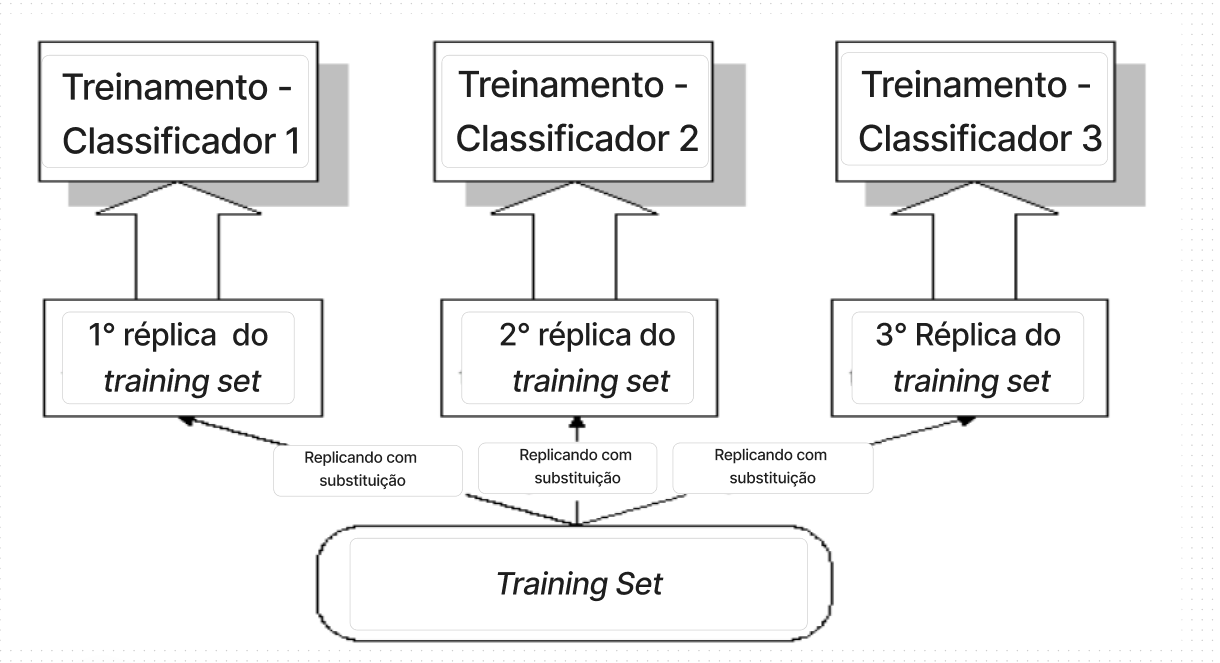 Treinamento -
Classificador 1
Treinamento -
Classificador 2
Treinamento -
Classificador 3
1° réplica do
training set
2° réplica do
training set
3° Réplica do
training set
Replicando com
substituição
Replicando com
substituição
Replicando com
substituição
Training Set